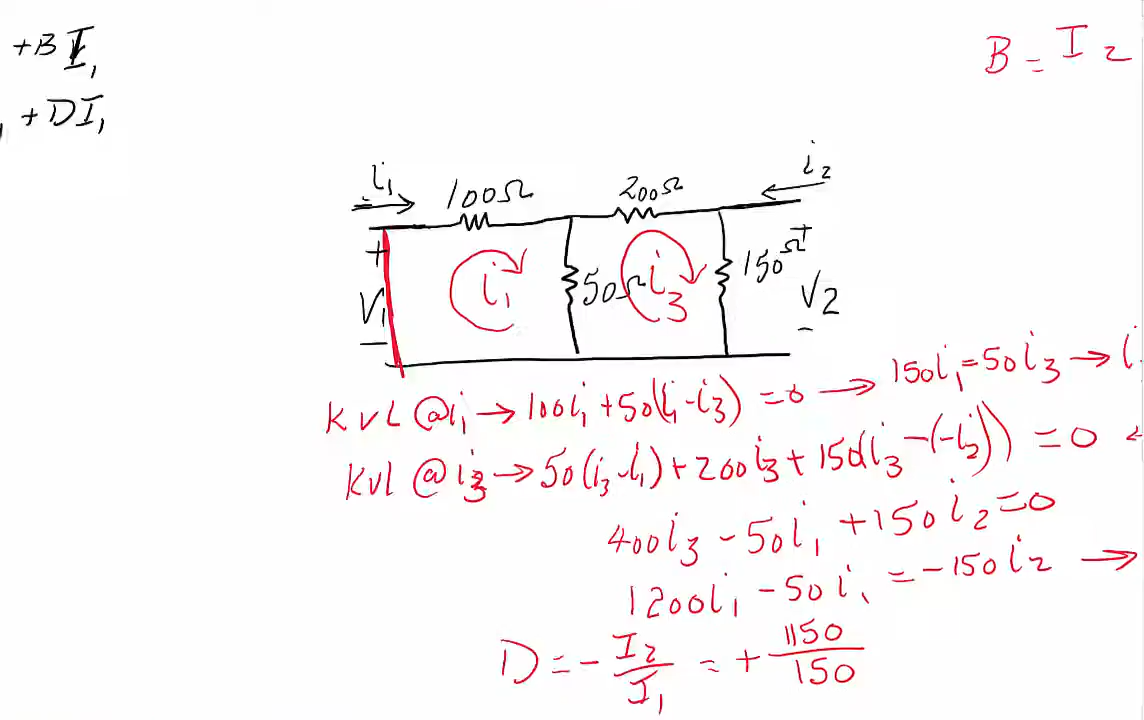 +BI₁
+DI₁
B = I₂
i₁ 100Ω 200Ω i₂
+ V₁ − i₁ 50Ω i₃ 150Ω + V₂ −
KVL @i₁ → 100i₁ + 50(i₁ - i₃) = 0 → 150i₁ = 50i₃ → i
KVL @i₃ → 50(i₃ - i₁) + 200i₃ + 150(i₃ - (-i₂)) = 0
400i₃ - 50i₁ + 150i₂ = 0
1200i₁ - 50i₁ = -150i₂ →
D = - I₂/I₁ = + 1150/150